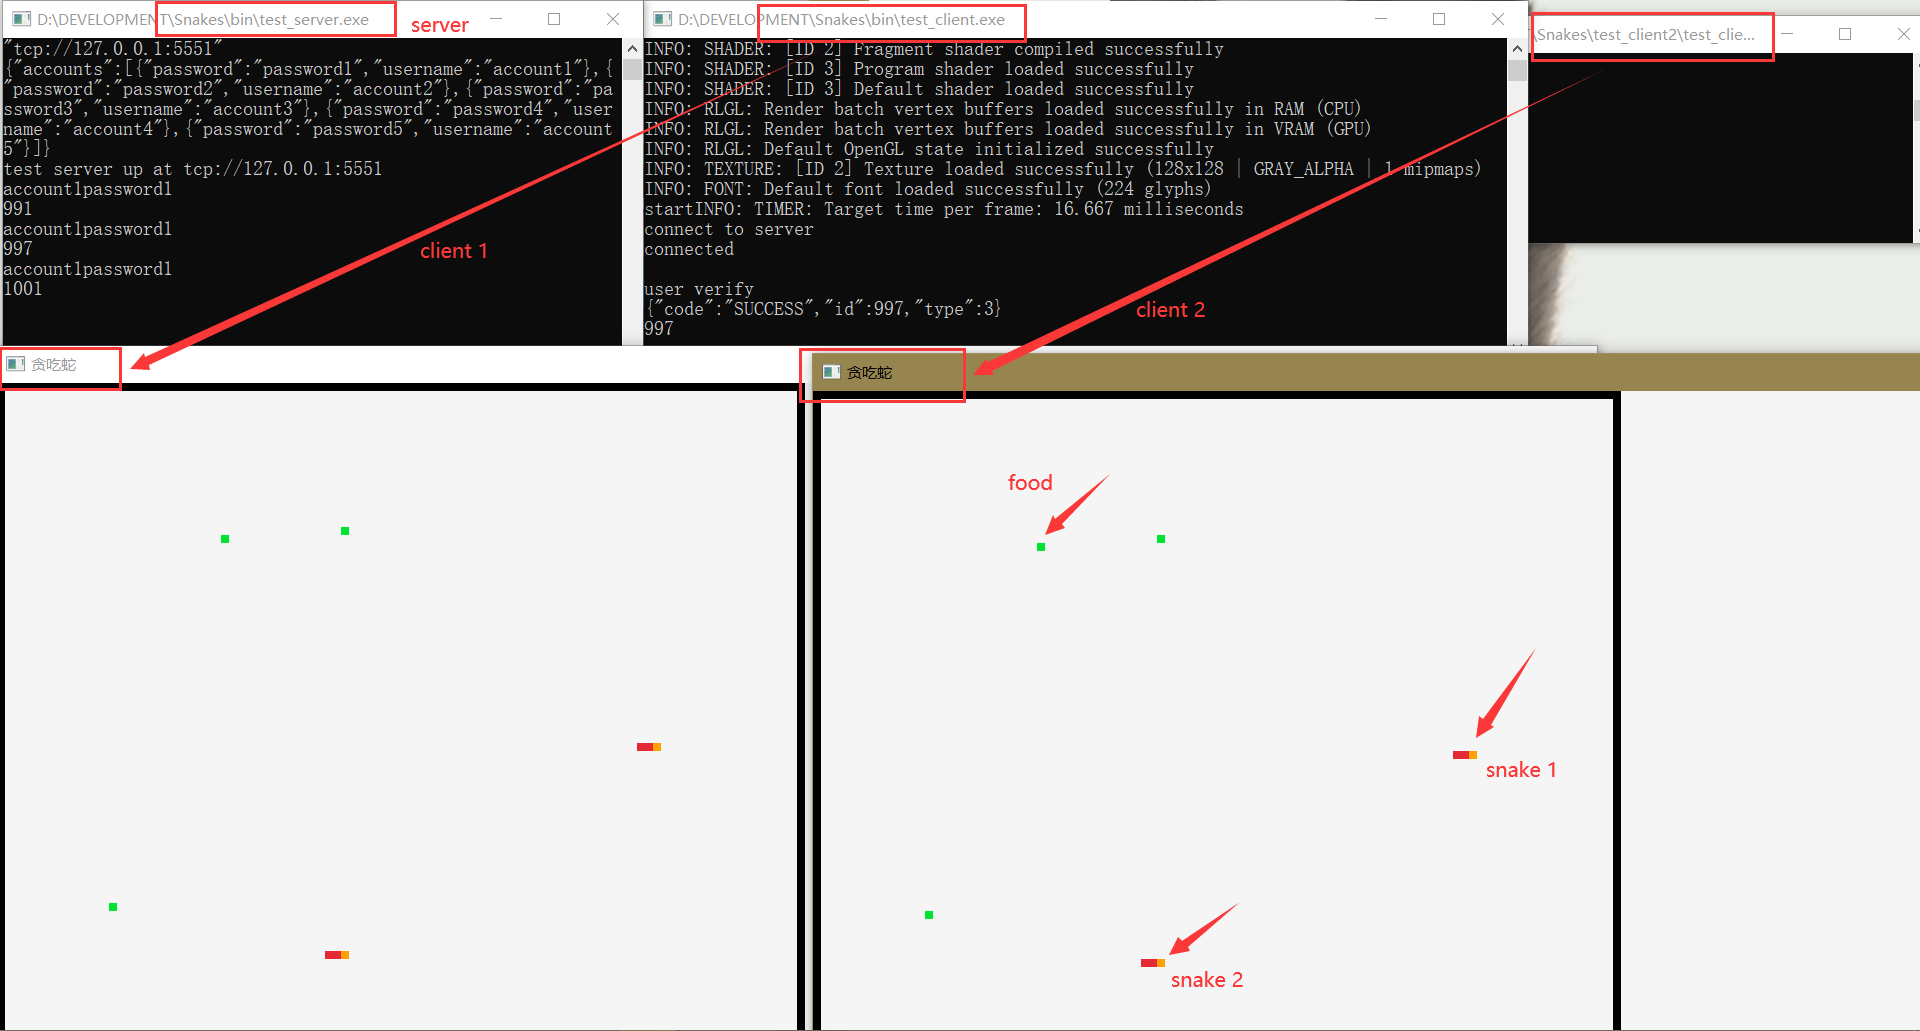 D:\DEVELOPMENT\Snakes\bin\test_server.exe
server
"tcp://127.0.0.1:5551"
{"accounts":[{"password":"password1","username":"account1"},{
"password":"password2","username":"account2"},{"password":"pa
ssword3","username":"account3"},{"password":"password4","user
name":"account4"},{"password":"password5","username":"account
5"}]}
test server up at tcp://127.0.0.1:5551
account1password1
991
account1password1
997
account1password1
1001
client 1
D:\DEVELOPMENT\Snakes\bin\test_client.exe
INFO: SHADER: [ID 2] Fragment shader compiled successfully
INFO: SHADER: [ID 3] Program shader loaded successfully
INFO: SHADER: [ID 3] Default shader loaded successfully
INFO: RLGL: Render batch vertex buffers loaded successfully in RAM (CPU)
INFO: RLGL: Render batch vertex buffers loaded successfully in VRAM (GPU)
INFO: RLGL: Default OpenGL state initialized successfully
INFO: TEXTURE: [ID 2] Texture loaded successfully (128x128 | GRAY_ALPHA | 1 mipmaps)
INFO: FONT: Default font loaded successfully (224 glyphs)
startINFO: TIMER: Target time per frame: 16.667 milliseconds
connect to server
connected
user verify
{"code":"SUCCESS","id":997,"type":3}
997
client 2
\Snakes\test_client2\test_clie...
贪吃蛇
贪吃蛇
food
snake 1
snake 2